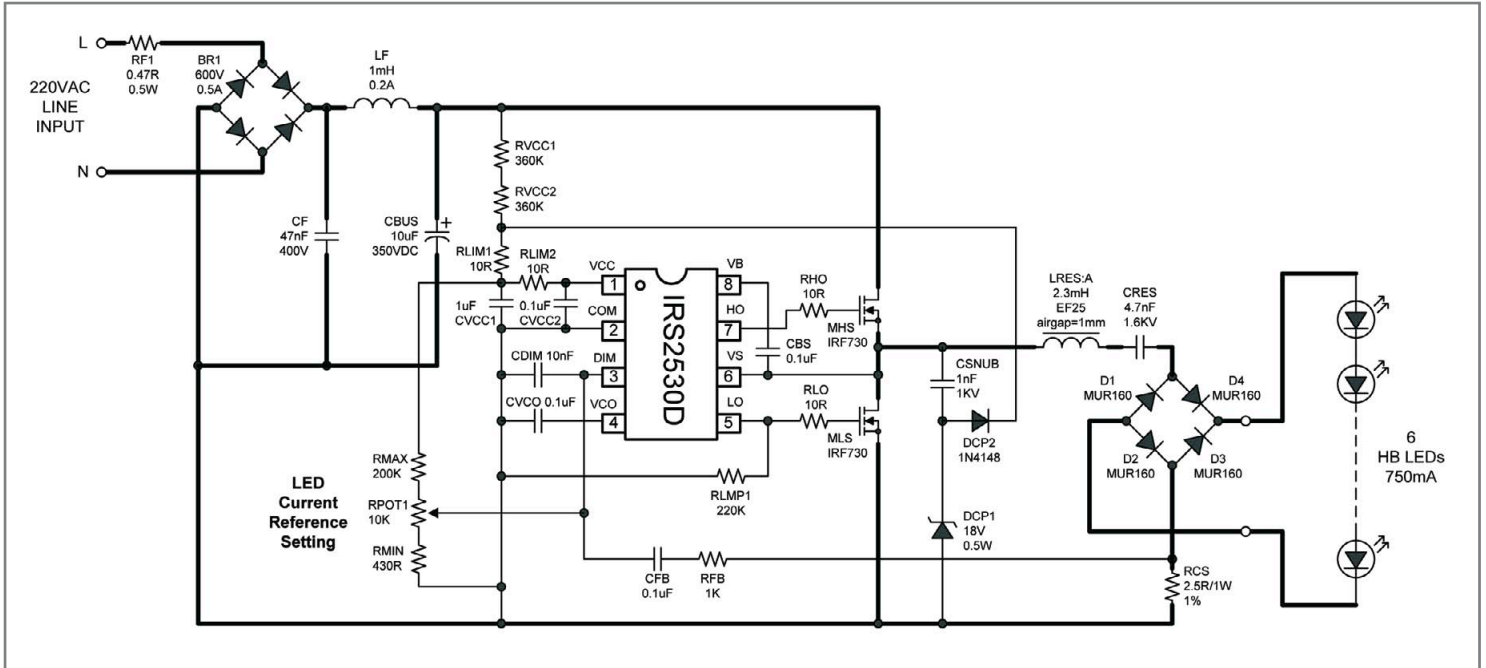 L
RF1
0.47R
0.5W
BR1
600V
0.5A
220VAC
LINE
INPUT
N
LF
1mH
0.2A
CF
47nF
400V
CBUS
10uF
350VDC
+
RVCC1
360K
RVCC2
360K
RLIM1
10R
RLIM2
10R
1uF
CVCC1
0.1uF
CVCC2
VCC
1
COM
2
CDIM 10nF
DIM
3
CVCO 0.1uF
VCO
4
IRS2530D
VB
8
HO
7
VS
6
LO
5
RHO
10R
MHS
IRF730
CBS
0.1uF
RLO
10R
MLS
IRF730
RLMP1
220K
RMAX
200K
RPOT1
10K
RMIN
430R
LED
Current
Reference
Setting
CFB
0.1uF
RFB
1K
CSNUB
1nF
1KV
DCP2
1N4148
DCP1
18V
0.5W
LRES:A
2.3mH
EF25
airgap=1mm
CRES
4.7nF
1.6KV
D1
MUR160
D4
MUR160
D2
MUR160
D3
MUR160
RCS
2.5R/1W
1%
6
HB LEDs
750mA